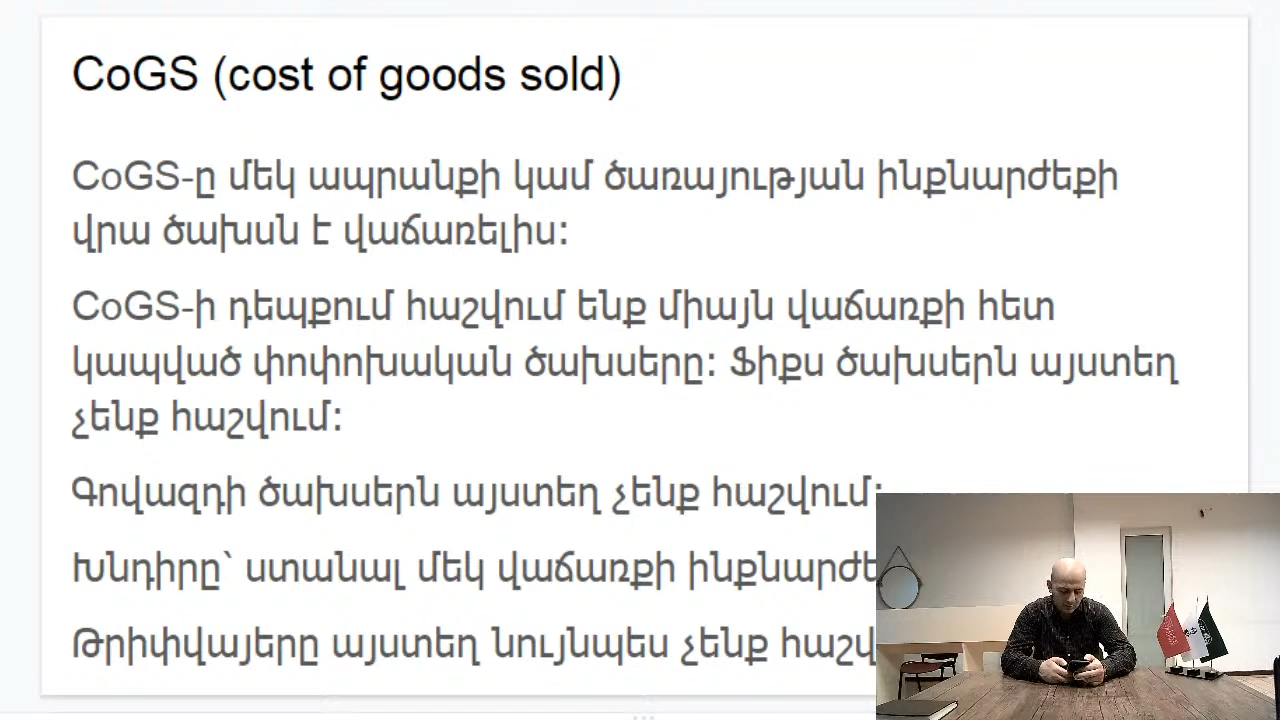 CoGS (cost of goods sold)
CoGS-ը մեկ ապրանքի կամ ծառայության ինքնարժեքի
վրա ծախսն է վաճառելիս:
CoGS-ի դեպքում հաշվում ենք միայն վաճառքի հետ
կապված փոփոխական ծախսերը: Ֆիքս ծախսերն այստեղ
չենք հաշվում:
Գովազդի ծախսերն այստեղ չենք հաշվում:
Խնդիրը՝ ստանալ մեկ վաճառքի
Թրիփվայերը այստեղ նույնպես չենք